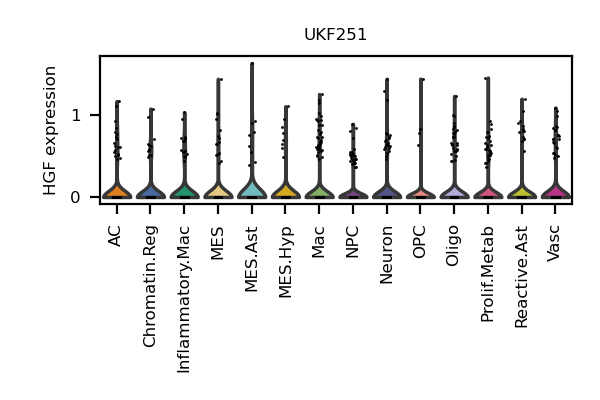 UKF251
HGF expression
1
0
AC
Chromatin.Reg
Inflammatory.Mac
MES
MES.Ast
MES.Hyp
Mac
NPC
Neuron
OPC
Oligo
Prolif.Metab
Reactive.Ast
Vasc